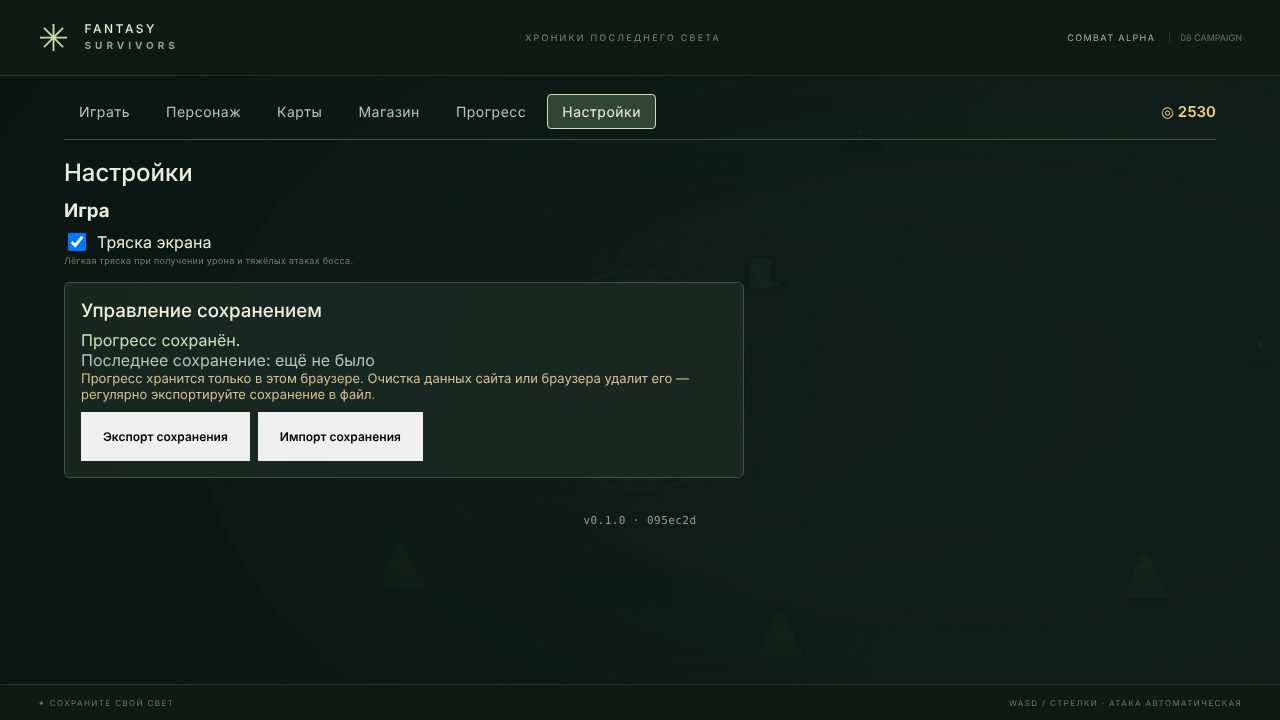 FANTASY
SURVIVORS
ХРОНИКИ ПОСЛЕДНЕГО СВЕТА
COMBAT ALPHA
08 CAMPAIGN
Играть
Персонаж
Карты
Магазин
Прогресс
Настройки
◎ 2530
Настройки
Игра
Тряска экрана
Лёгкая тряска при получении урона и тяжёлых атаках босса.
Управление сохранением
Прогресс сохранён.
Последнее сохранение: ещё не было
Прогресс хранится только в этом браузере. Очистка данных сайта или браузера удалит его —
регулярно экспортируйте сохранение в файл.
Экспорт сохранения
Импорт сохранения
v0.1.0 · 095ec2d
✦ СОХРАНИТЕ СВОЙ СВЕТ
WASD / СТРЕЛКИ · АТАКА АВТОМАТИЧЕСКАЯ